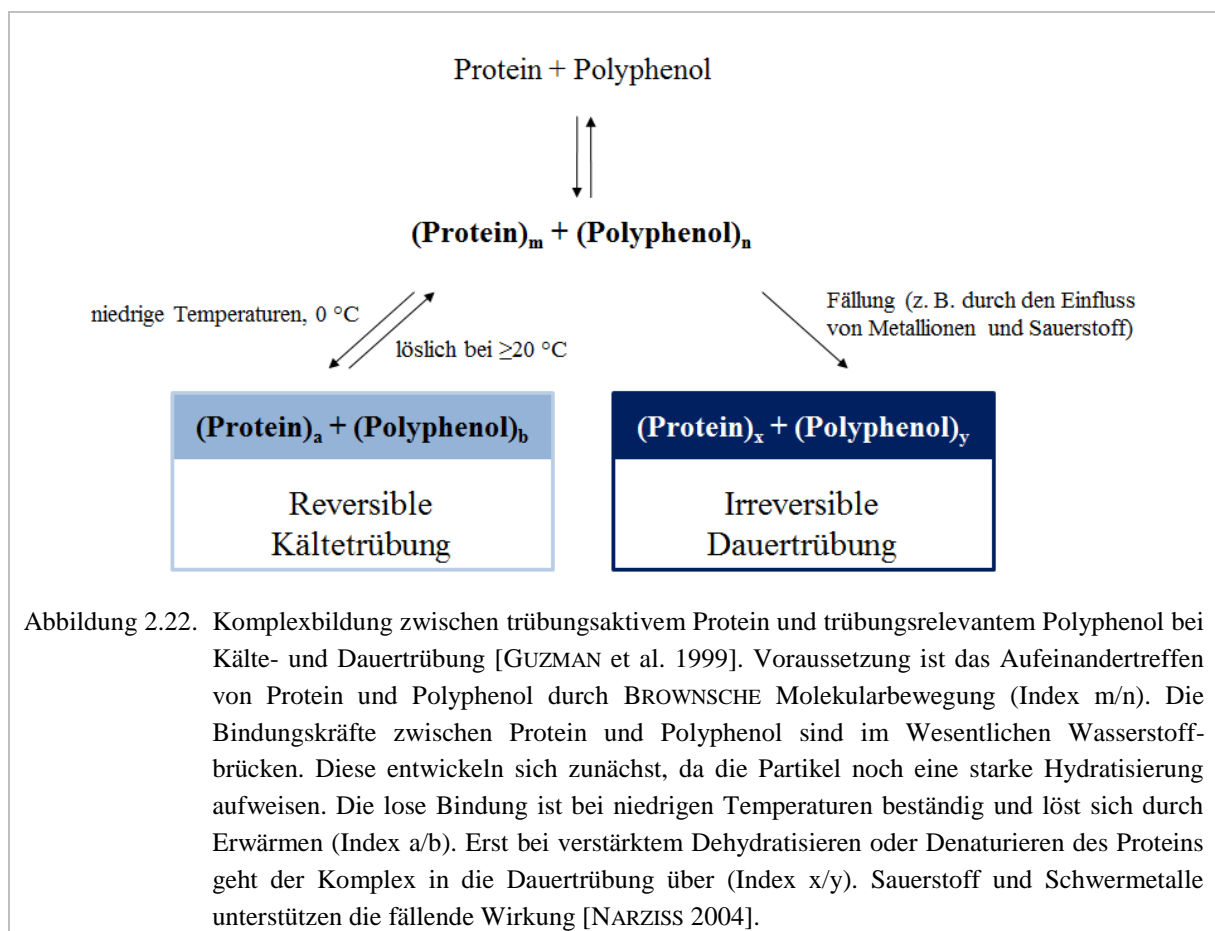 Protein + Polyphenol
(Protein)m + (Polyphenol)n
niedrige Temperaturen, 0 °C
löslich bei ≥20 °C
Fällung (z. B. durch den Einfluss
von Metallionen und Sauerstoff)
(Protein)a + (Polyphenol)b
Reversible
Kältetrübung
(Protein)x + (Polyphenol)y
Irreversible
Dauertrübung
Abbildung 2.22. Komplexbildung zwischen trübungsaktivem Protein und trübungsrelevantem Polyphenol bei
Kälte- und Dauertrübung [GUZMAN et al. 1999]. Voraussetzung ist das Aufeinandertreffen
von Protein und Polyphenol durch BROWNSCHE Molekularbewegung (Index m/n). Die
Bindungskräfte zwischen Protein und Polyphenol sind im Wesentlichen Wasserstoff-
brücken. Diese entwickeln sich zunächst, da die Partikel noch eine starke Hydratisierung
aufweisen. Die lose Bindung ist bei niedrigen Temperaturen beständig und löst sich durch
Erwärmen (Index a/b). Erst bei verstärktem Dehydratisieren oder Denaturieren des Proteins
geht der Komplex in die Dauertrübung über (Index x/y). Sauerstoff und Schwermetalle
unterstützen die fällende Wirkung [NARZISS 2004].